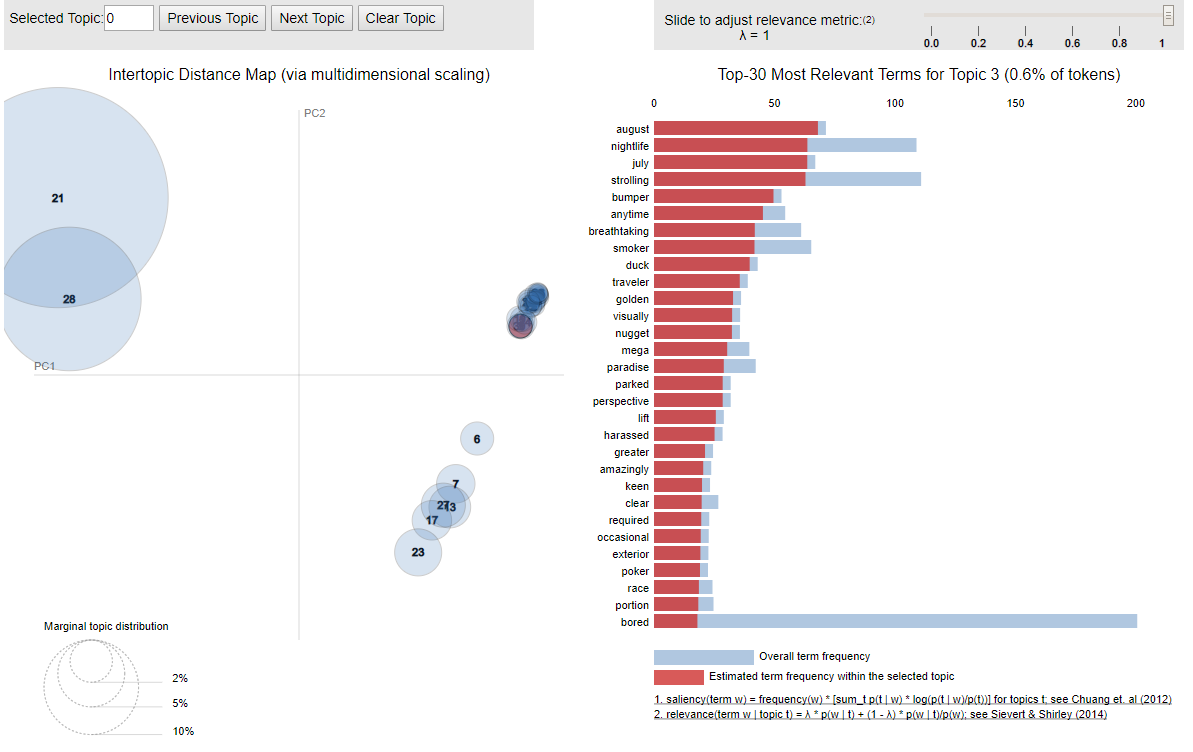 Selected Topic: 0 Previous Topic Next Topic Clear Topic
Slide to adjust relevance metric:(2)
λ = 1
0.0 0.2 0.4 0.6 0.8 1
Intertopic Distance Map (via multidimensional scaling)
PC2
PC1
21
28
6
7
27
13
17
23
Marginal topic distribution
2%
5%
10%
Top-30 Most Relevant Terms for Topic 3 (0.6% of tokens)
0 50 100 150 200
august
nightlife
july
strolling
bumper
anytime
breathtaking
smoker
duck
traveler
golden
visually
nugget
mega
paradise
parked
perspective
lift
harassed
greater
amazingly
keen
clear
required
occasional
exterior
poker
race
portion
bored
Overall term frequency
Estimated term frequency within the selected topic
1. saliency(term w) = frequency(w) * [sum_t p(t | w) * log(p(t | w)/p(t))] for topics t; see Chuang et. al (2012)
2. relevance(term w | topic t) = λ * p(w | t) + (1 - λ) * p(w | t)/p(w); see Sievert & Shirley (2014)